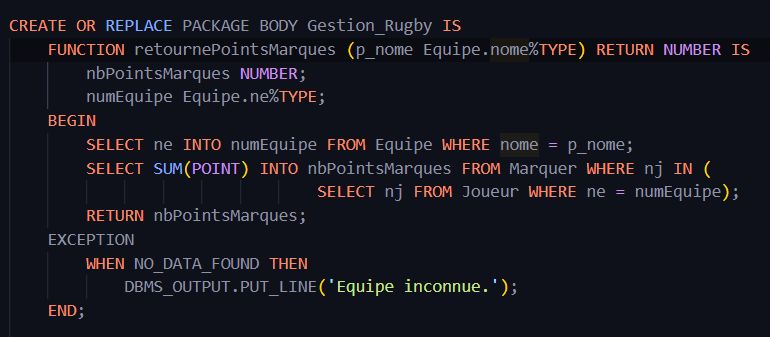 CREATE OR REPLACE PACKAGE BODY Gestion_Rugby IS
FUNCTION retournePointsMarques (p_nome Equipe.nome%TYPE) RETURN NUMBER IS
nbPointsMarques NUMBER;
numEquipe Equipe.ne%TYPE;
BEGIN
SELECT ne INTO numEquipe FROM Equipe WHERE nome = p_nome;
SELECT SUM(POINT) INTO nbPointsMarques FROM Marquer WHERE nj IN (
SELECT nj FROM Joueur WHERE ne = numEquipe);
RETURN nbPointsMarques;
EXCEPTION
WHEN NO_DATA_FOUND THEN
DBMS_OUTPUT.PUT_LINE('Equipe inconnue.');
END;